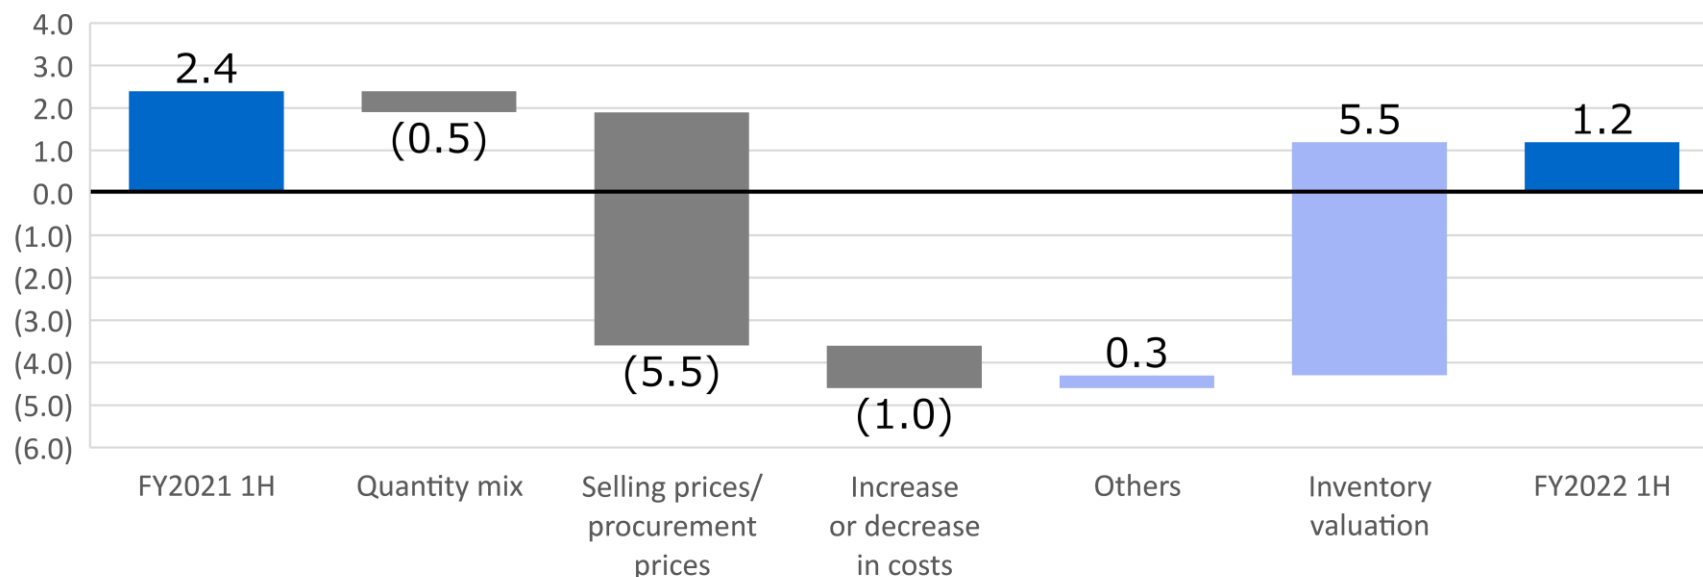 4.0
3.0
2.0
1.0
0.0
(1.0)
(2.0)
(3.0)
(4.0)
(5.0)
(6.0)
2.4
(0.5)
(5.5)
(1.0)
0.3
5.5
1.2
FY2021 1H
Quantity mix
Selling prices/
procurement
prices
Increase
or decrease
in costs
Others
Inventory
valuation
FY2022 1H